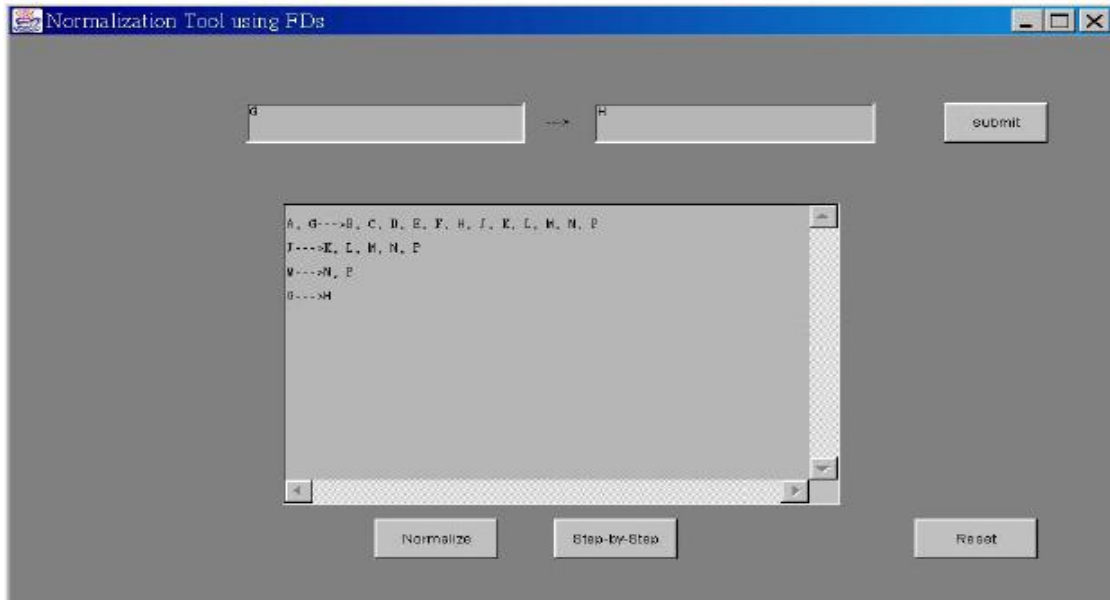 Normalization Tool using FDs
G ---> H submit
A, G--->B, C, D, E, F, H, J, K, L, M, N, P
J--->K, L, M, N, P
M--->N, P
G--->H
Normalize Step-by-Step Reset